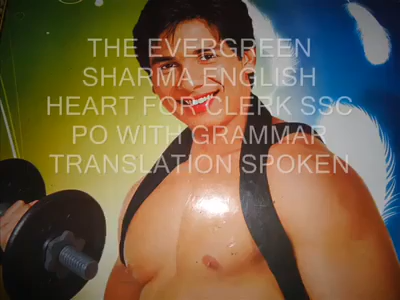 THE EVERGREEN
SHARMA ENGLISH
HEART FOR CLERK SSC
PO WITH GRAMMAR
TRANSLATION SPOKEN